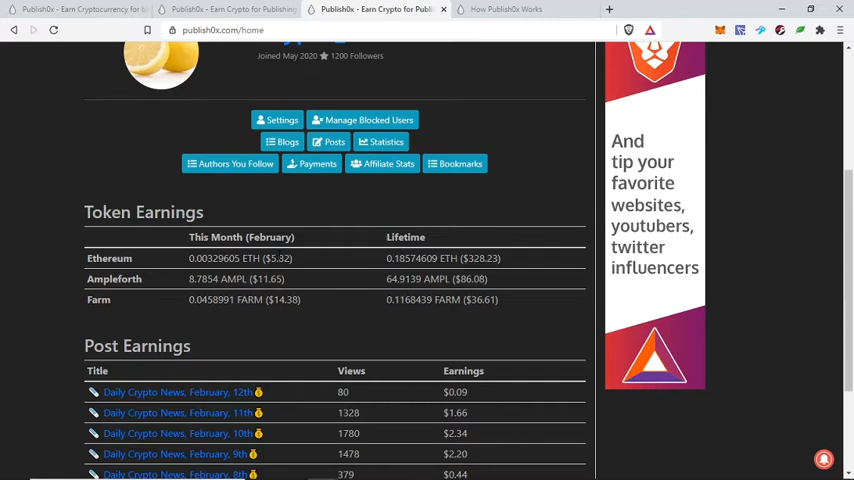 Publish0x - Earn Cryptocurrency for b
Publish0x - Earn Crypto for Publishing
Publish0x - Earn Crypto for Publi
How Publish0x Works
publish0x.com/home
Joined May 2020 1200 Followers
Settings
Manage Blocked Users
Blogs
Posts
Statistics
Authors You Follow
Payments
Affiliate Stats
Bookmarks
Token Earnings
This Month (February) Lifetime
Ethereum 0.00329605 ETH ($5.82) 0.18574609 ETH ($328.23)
Ampleforth 8.7854 AMPL ($11.65) 64.9139 AMPL ($86.08)
Farm 0.0458991 FARM ($14.38) 0.1168439 FARM ($36.61)
Post Earnings
Title Views Earnings
Daily Crypto News, February, 12th 80 $0.09
Daily Crypto News, February, 11th 1328 $1.66
Daily Crypto News, February, 10th 1780 $2.34
Daily Crypto News, February, 9th 1478 $2.20
Daily Crypto News, February, 8th 379 $0.44
And
tip your
favorite
websites,
youtubers,
twitter
influencers